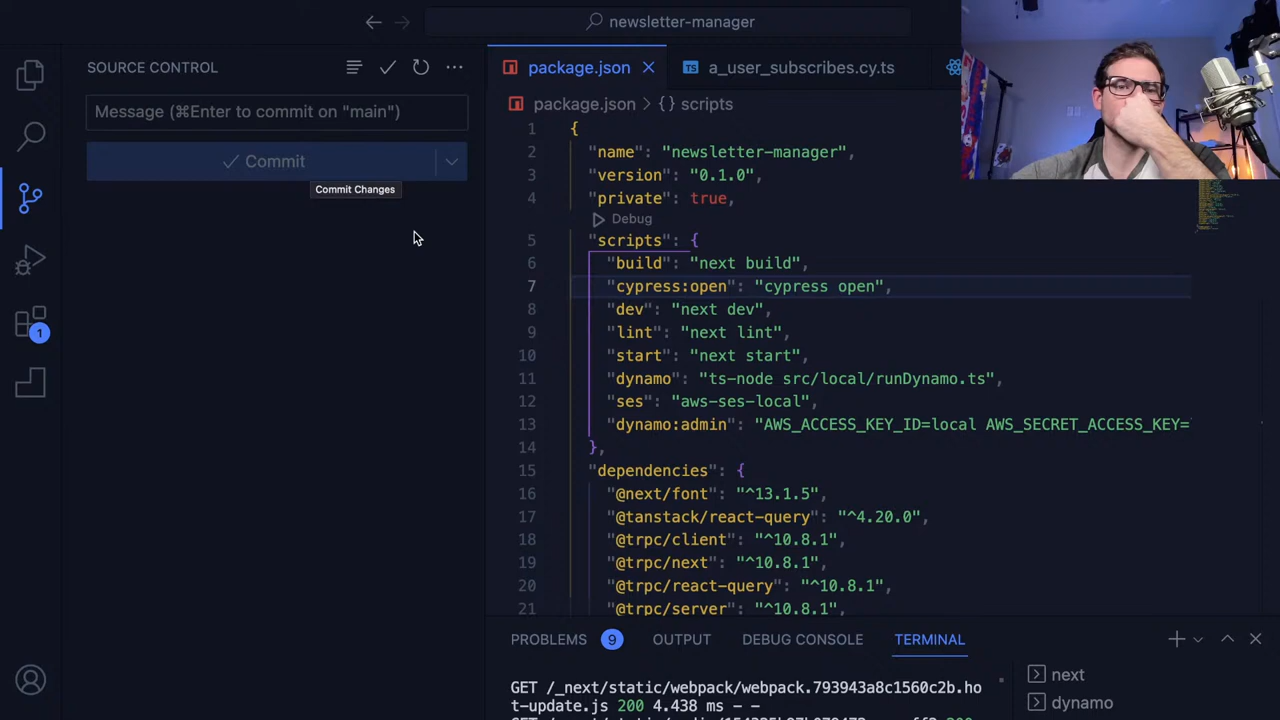 newsletter-manager
SOURCE CONTROL
Message (⌘Enter to commit on "main")
Commit
Commit Changes
1
package.json
TS a_user_subscribes.cy.ts
package.json > {} scripts
1 {
2 "name": "newsletter-manager",
3 "version": "0.1.0",
4 "private": true,
Debug
5 "scripts": {
6 "build": "next build",
7 "cypress:open": "cypress open",
8 "dev": "next dev",
9 "lint": "next lint",
10 "start": "next start",
11 "dynamo": "ts-node src/local/runDynamo.ts",
12 "ses": "aws-ses-local",
13 "dynamo:admin": "AWS_ACCESS_KEY_ID=local AWS_SECRET_ACCESS_KEY=
14 },
15 "dependencies": {
16 "@next/font": "^13.1.5",
17 "@tanstack/react-query": "^4.20.0",
18 "@trpc/client": "^10.8.1",
19 "@trpc/next": "^10.8.1",
20 "@trpc/react-query": "^10.8.1",
21 "@trpc/server": "^10.8.1",
PROBLEMS 9 OUTPUT DEBUG CONSOLE TERMINAL
GET /_next/static/webpack/webpack.793943a8c1560c2b.ho
t-update.js 200 4.438 ms - -
next
dynamo